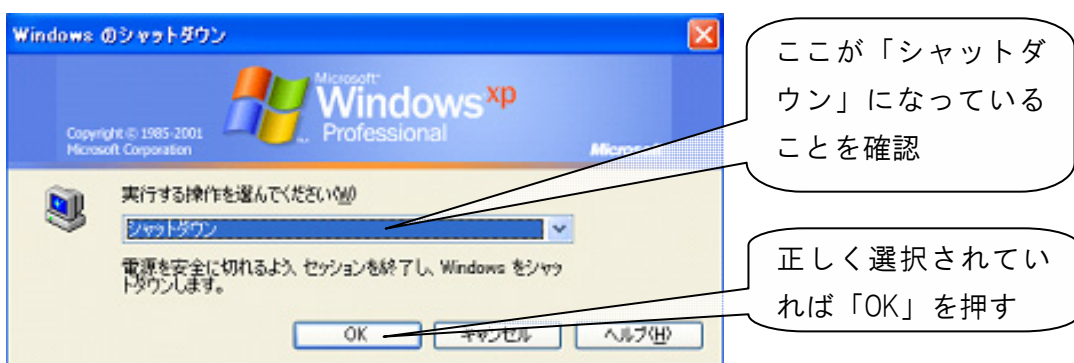 Windows のシャットダウン
Microsoft
Windows xp
Professional
Copyright © 1985-2001
Microsoft Corporation
Microsoft
実行する操作を選んでください(W)
シャットダウン
電源を安全に切れるよう、セッションを終了し、Windows をシャッ
トダウンします。
OK
キャンセル
ヘルプ(H)
ここが「シャットダ
ウン」になっている
ことを確認
正しく選択されてい
れば「OK」を押す